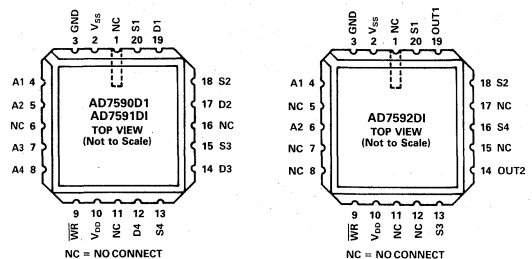 GND VSS NC S1 D1
3 2 1 20 19
A1 4
A2 5
NC 6
A3 7
A4 8
AD7590D1
AD7591DI
TOP VIEW
(Not to Scale)
18 S2
17 D2
16 NC
15 S3
14 D3
9 10 11 12 13
WR VDD NC D4 S4
NC = NO CONNECT
GND VSS NC S1 OUT1
3 2 1 20 19
A1 4
NC 5
A2 6
NC 7
NC 8
AD7592DI
TOP VIEW
(Not to Scale)
18 S2
17 NC
16 S4
15 NC
14 OUT2
9 10 11 12 13
WR VDD NC NC S3
NC = NO CONNECT